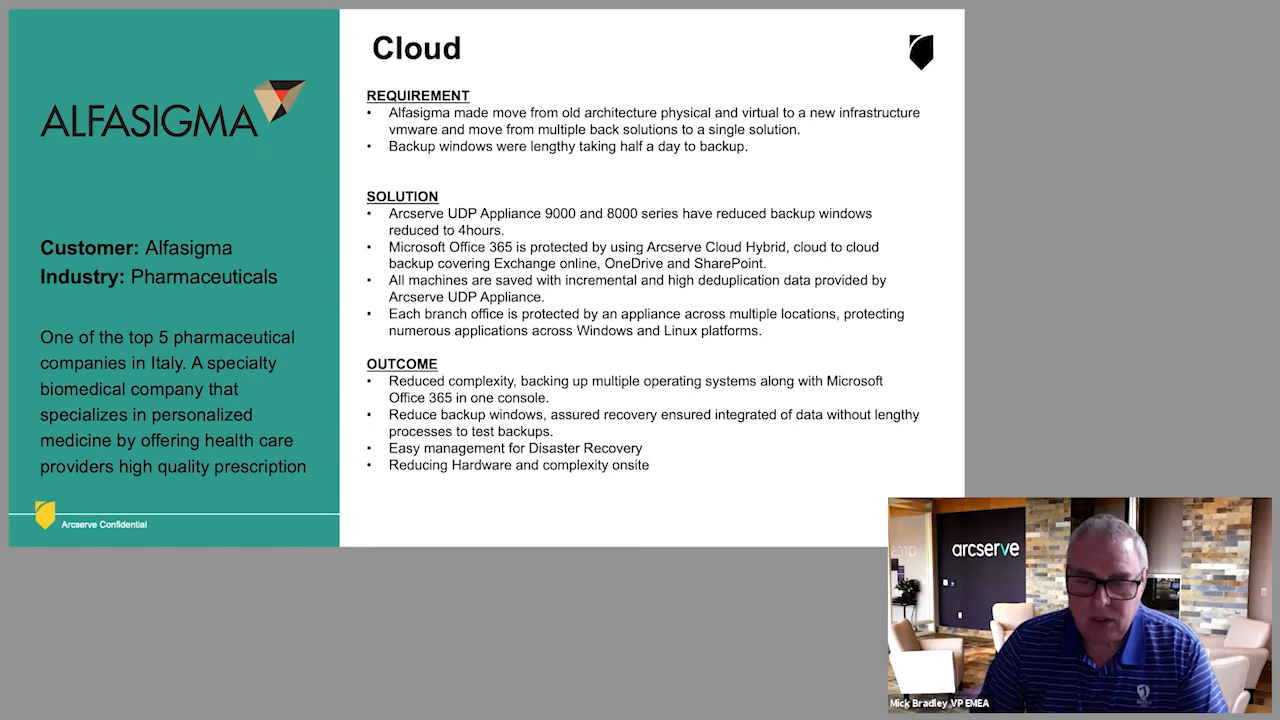 ALFASIGMA
Customer: Alfasigma
Industry: Pharmaceuticals
One of the top 5 pharmaceutical
companies in Italy. A specialty
biomedical company that
specializes in personalized
medicine by offering health care
providers high quality prescription
Arcserve Confidential
Cloud
REQUIREMENT
• Alfasigma made move from old architecture physical and virtual to a new infrastructure
vmware and move from multiple back solutions to a single solution.
• Backup windows were lengthy taking half a day to backup.
SOLUTION
• Arcserve UDP Appliance 9000 and 8000 series have reduced backup windows
reduced to 4hours.
• Microsoft Office 365 is protected by using Arcserve Cloud Hybrid, cloud to cloud
backup covering Exchange online, OneDrive and SharePoint.
• All machines are saved with incremental and high deduplication data provided by
Arcserve UDP Appliance.
• Each branch office is protected by an appliance across multiple locations, protecting
numerous applications across Windows and Linux platforms.
OUTCOME
• Reduced complexity, backing up multiple operating systems along with Microsoft
Office 365 in one console.
• Reduce backup windows, assured recovery ensured integrated of data without lengthy
processes to test backups.
• Easy management for Disaster Recovery
• Reducing Hardware and complexity onsite
arcserve
Mick Bradley VP EMEA